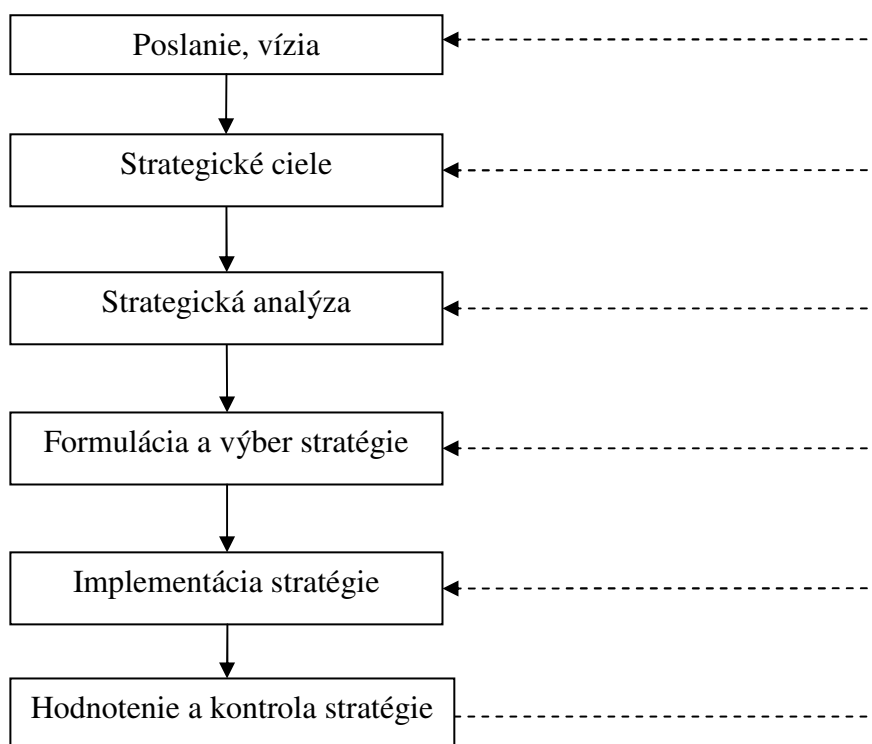 Poslanie, vízia
Strategické ciele
Strategická analýza
Formulácia a výber stratégie
Implementácia stratégie
Hodnotenie a kontrola stratégie